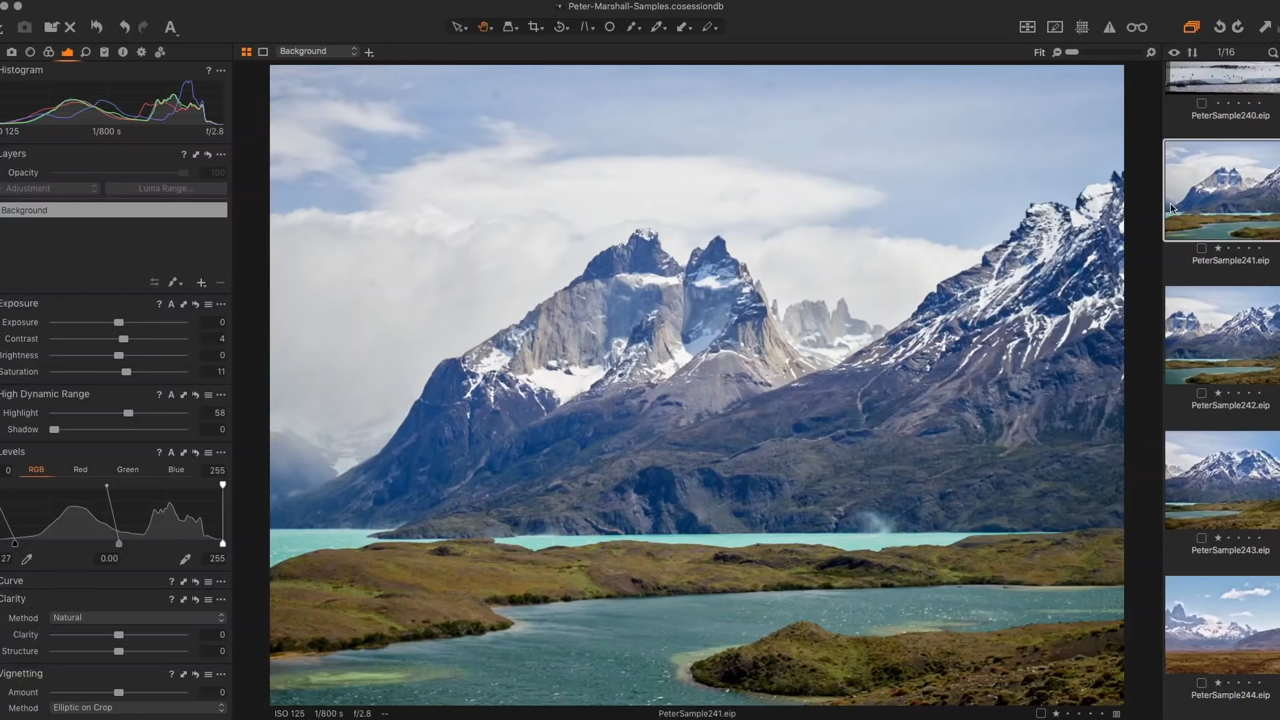 Peter-Marshall-Samples.cosessiondb
A
Background
Fit
1/16
Histogram
ISO 125 1/800 s f/2.8
Layers
Opacity 100
Adjustment Luma Range...
Background
Exposure
Exposure 0
Contrast 4
Brightness 0
Saturation 11
High Dynamic Range
Highlight 58
Shadow 0
Levels
0 RGB Red Green Blue 255
27 0.00 255
Curve
Clarity
Method Natural
Clarity 0
Structure 0
Vignetting
Amount 0
Method Elliptic on Crop
ISO 125 1/800 s f/2.8 --
PeterSample241.eip
PeterSample240.eip
PeterSample241.eip
PeterSample242.eip
PeterSample243.eip
PeterSample244.eip